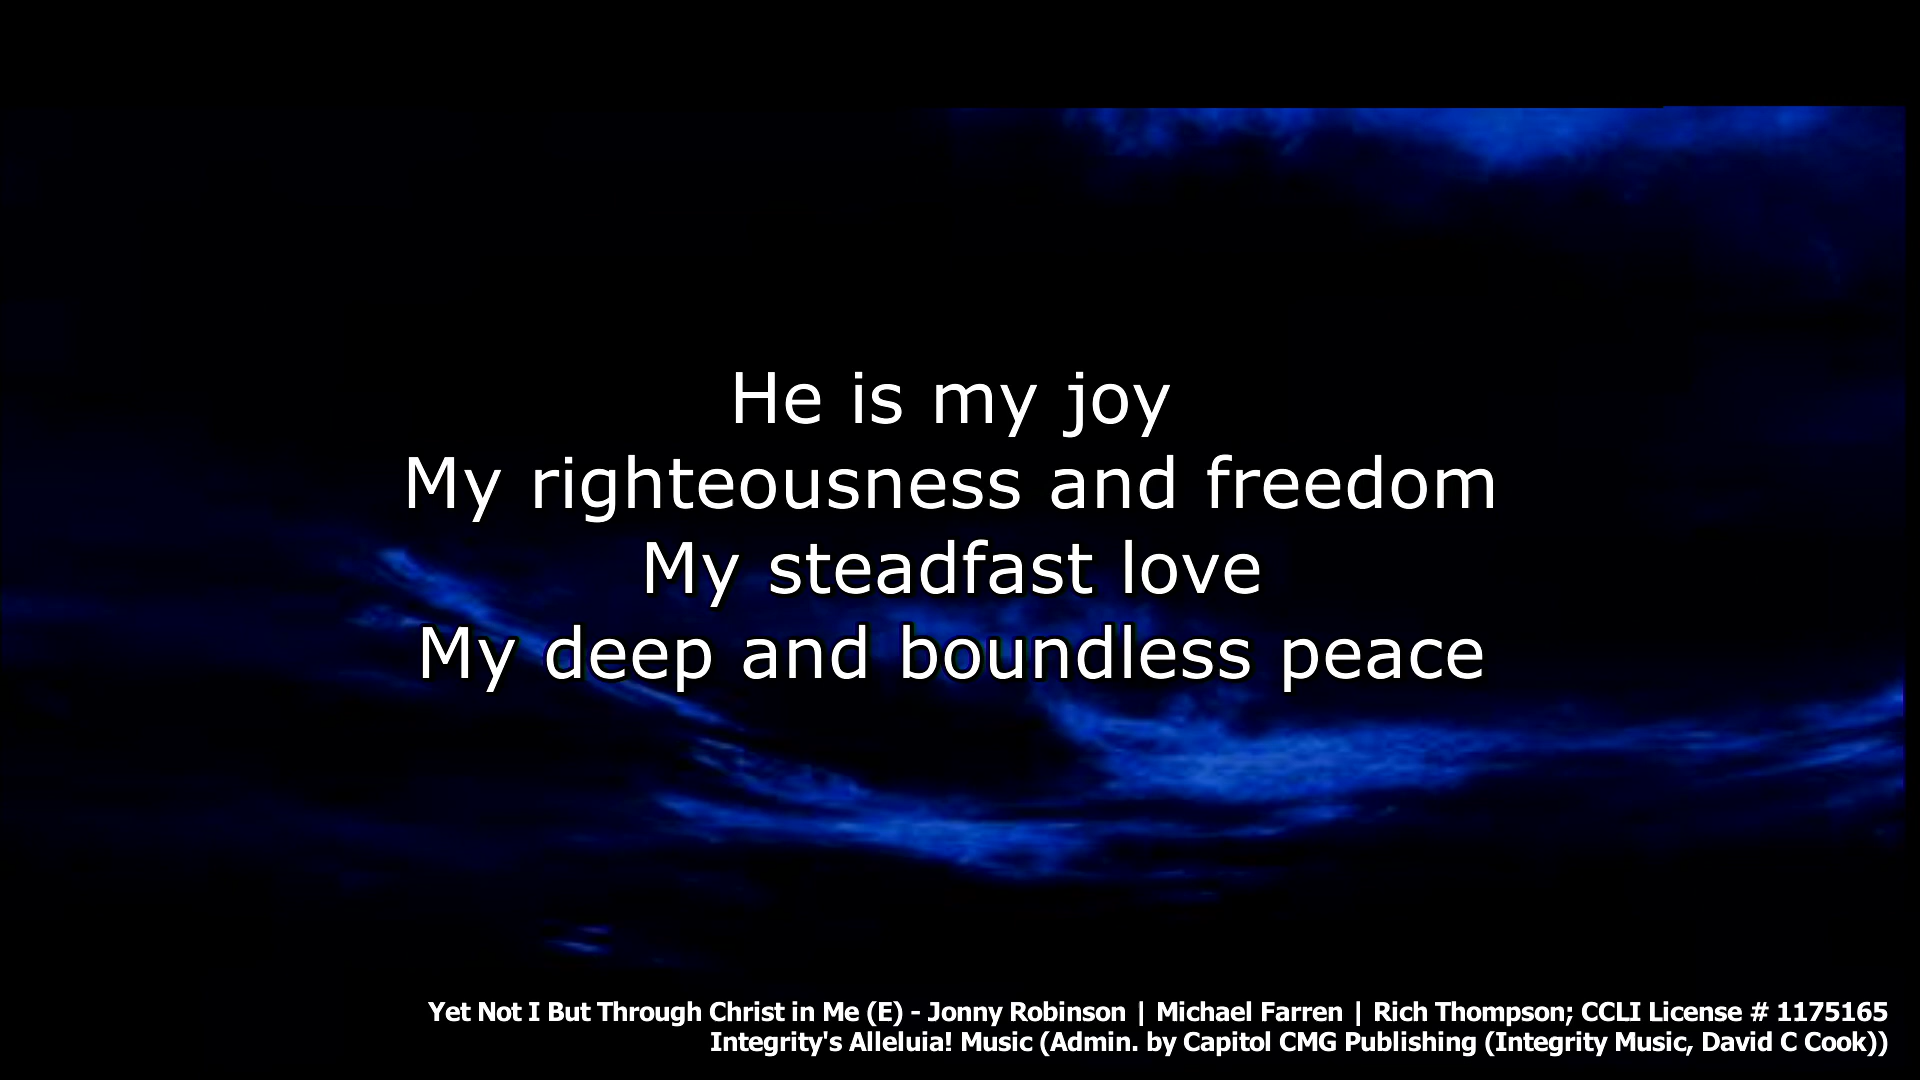 He is my joy
My righteousness and freedom
My steadfast love
My deep and boundless peace
Yet Not I But Through Christ in Me (E) - Jonny Robinson | Michael Farren | Rich Thompson; CCLI License # 1175165
Integrity's Alleluia! Music (Admin. by Capitol CMG Publishing (Integrity Music, David C Cook))